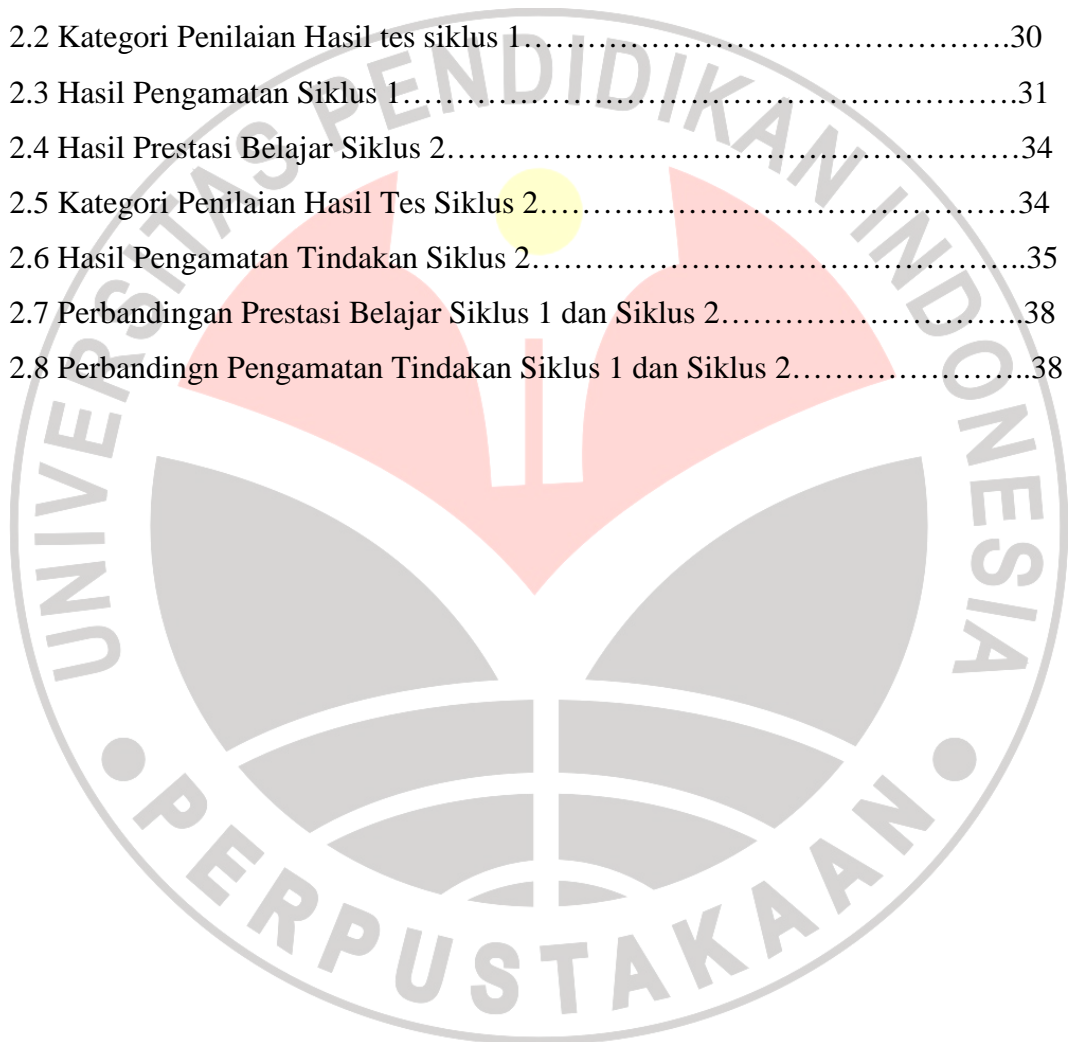 2.2 Kategori Penilaian Hasil tes siklus 1……………………………………….30
2.3 Hasil Pengamatan Siklus 1………………………………………………….31
2.4 Hasil Prestasi Belajar Siklus 2………………………………………………34
2.5 Kategori Penilaian Hasil Tes Siklus 2………………………………………34
2.6 Hasil Pengamatan Tindakan Siklus 2………………………………………..35
2.7 Perbandingan Prestasi Belajar Siklus 1 dan Siklus 2………………………..38
2.8 Perbandingn Pengamatan Tindakan Siklus 1 dan Siklus 2…………………..38
UNIVERSITAS PENDIDIKAN INDONESIA
PERPUSTAKAAN